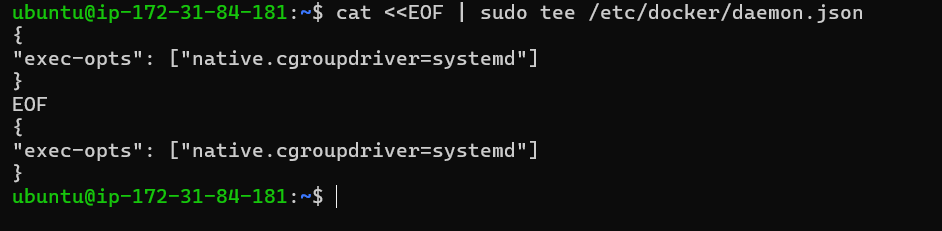 ubuntu@ip-172-31-84-181:~$ cat <<EOF | sudo tee /etc/docker/daemon.json
{
"exec-opts": ["native.cgroupdriver=systemd"]
}
EOF
{
"exec-opts": ["native.cgroupdriver=systemd"]
}
ubuntu@ip-172-31-84-181:~$